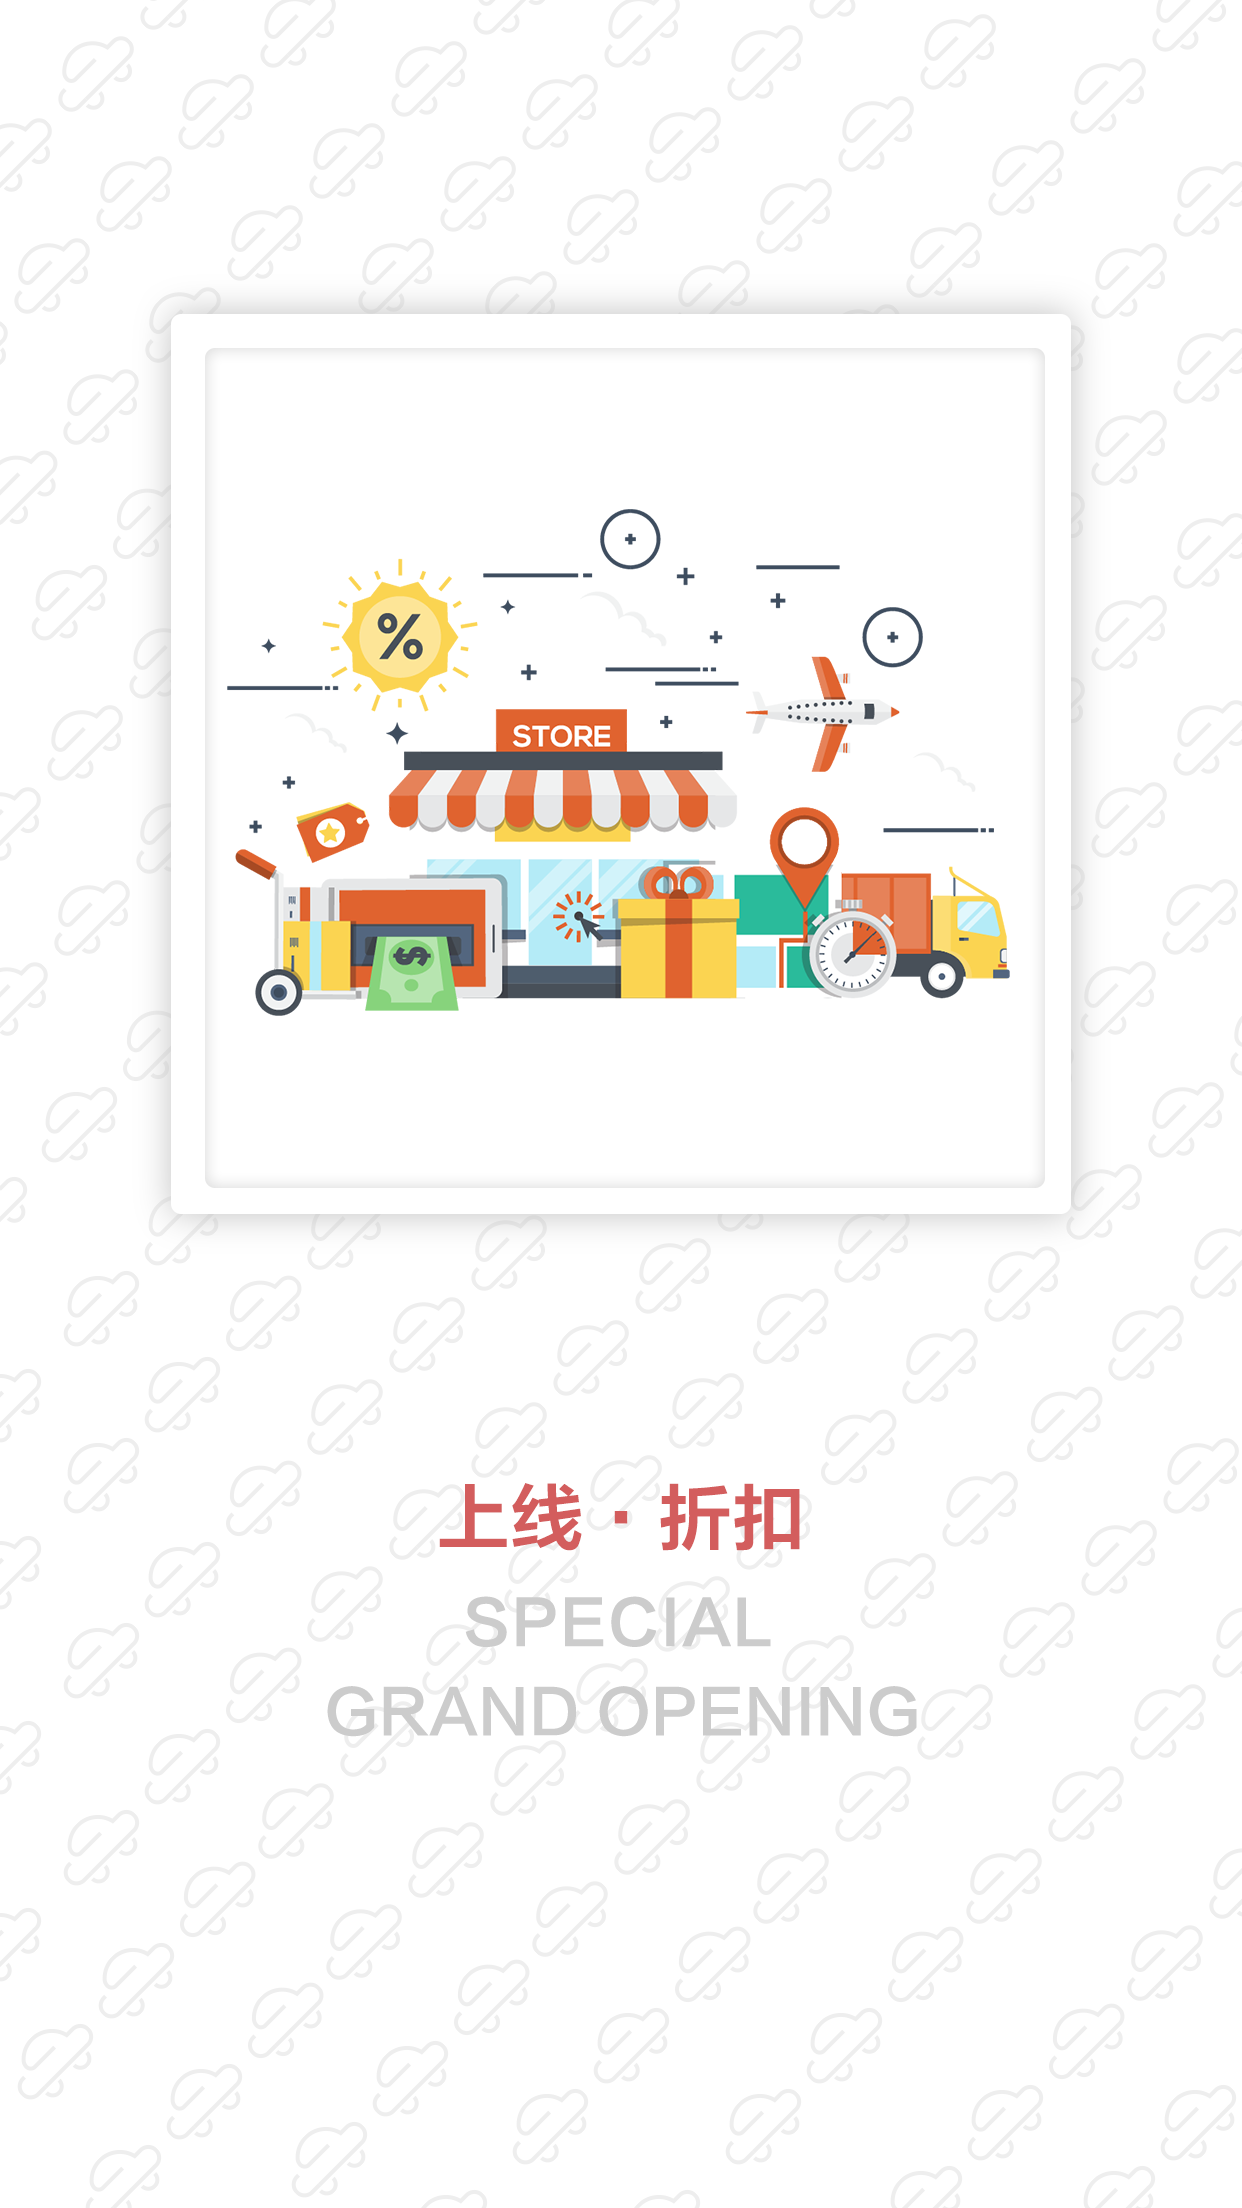 %
STORE
$
上线·折扣
SPECIAL
GRAND OPENING